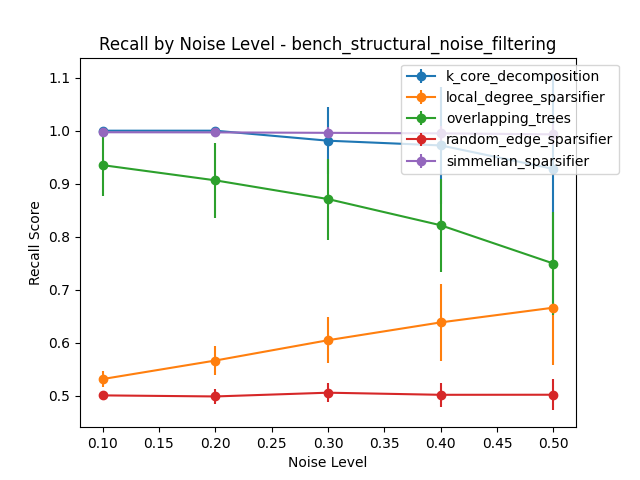 Recall by Noise Level - bench_structural_noise_filtering
k_core_decomposition
local_degree_sparsifier
overlapping_trees
random_edge_sparsifier
simmelian_sparsifier
Recall Score
1.1
1.0
0.9
0.8
0.7
0.6
0.5
0.10 0.15 0.20 0.25 0.30 0.35 0.40 0.45 0.50
Noise Level